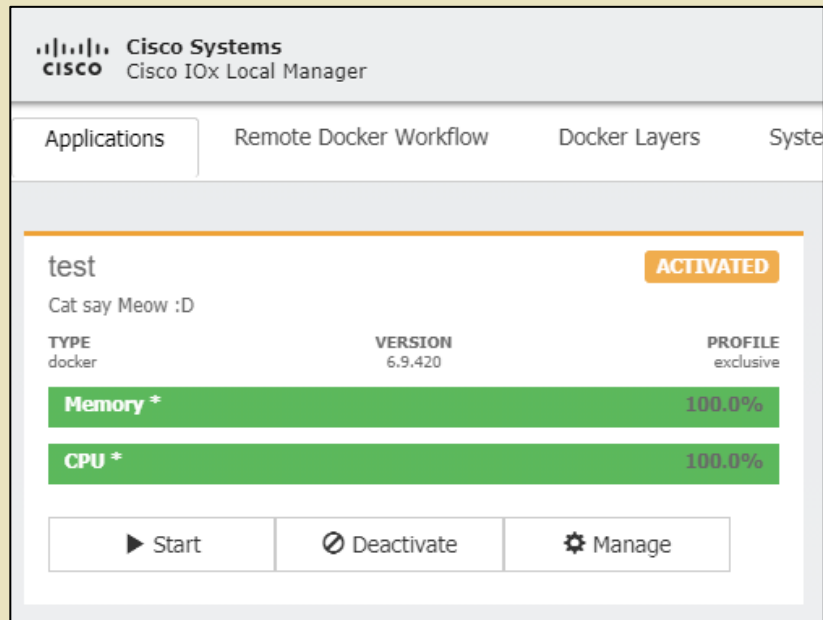 CISCO
Cisco Systems
Cisco IOx Local Manager
Applications Remote Docker Workflow Docker Layers Syste
test ACTIVATED
Cat say Meow :D
TYPE VERSION PROFILE
docker 6.9.420 exclusive
Memory * 100.0%
CPU * 100.0%
Start Deactivate Manage